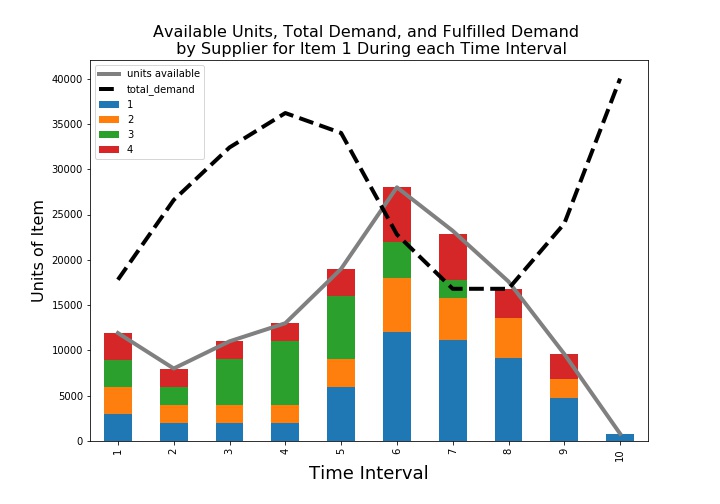 Available Units, Total Demand, and Fulfilled Demand
by Supplier for Item 1 During each Time Interval
units available
total_demand
1
2
3
4
Units of Item
40000
35000
30000
25000
20000
15000
10000
5000
0
1 2 3 4 5 6 7 8 9 10
Time Interval